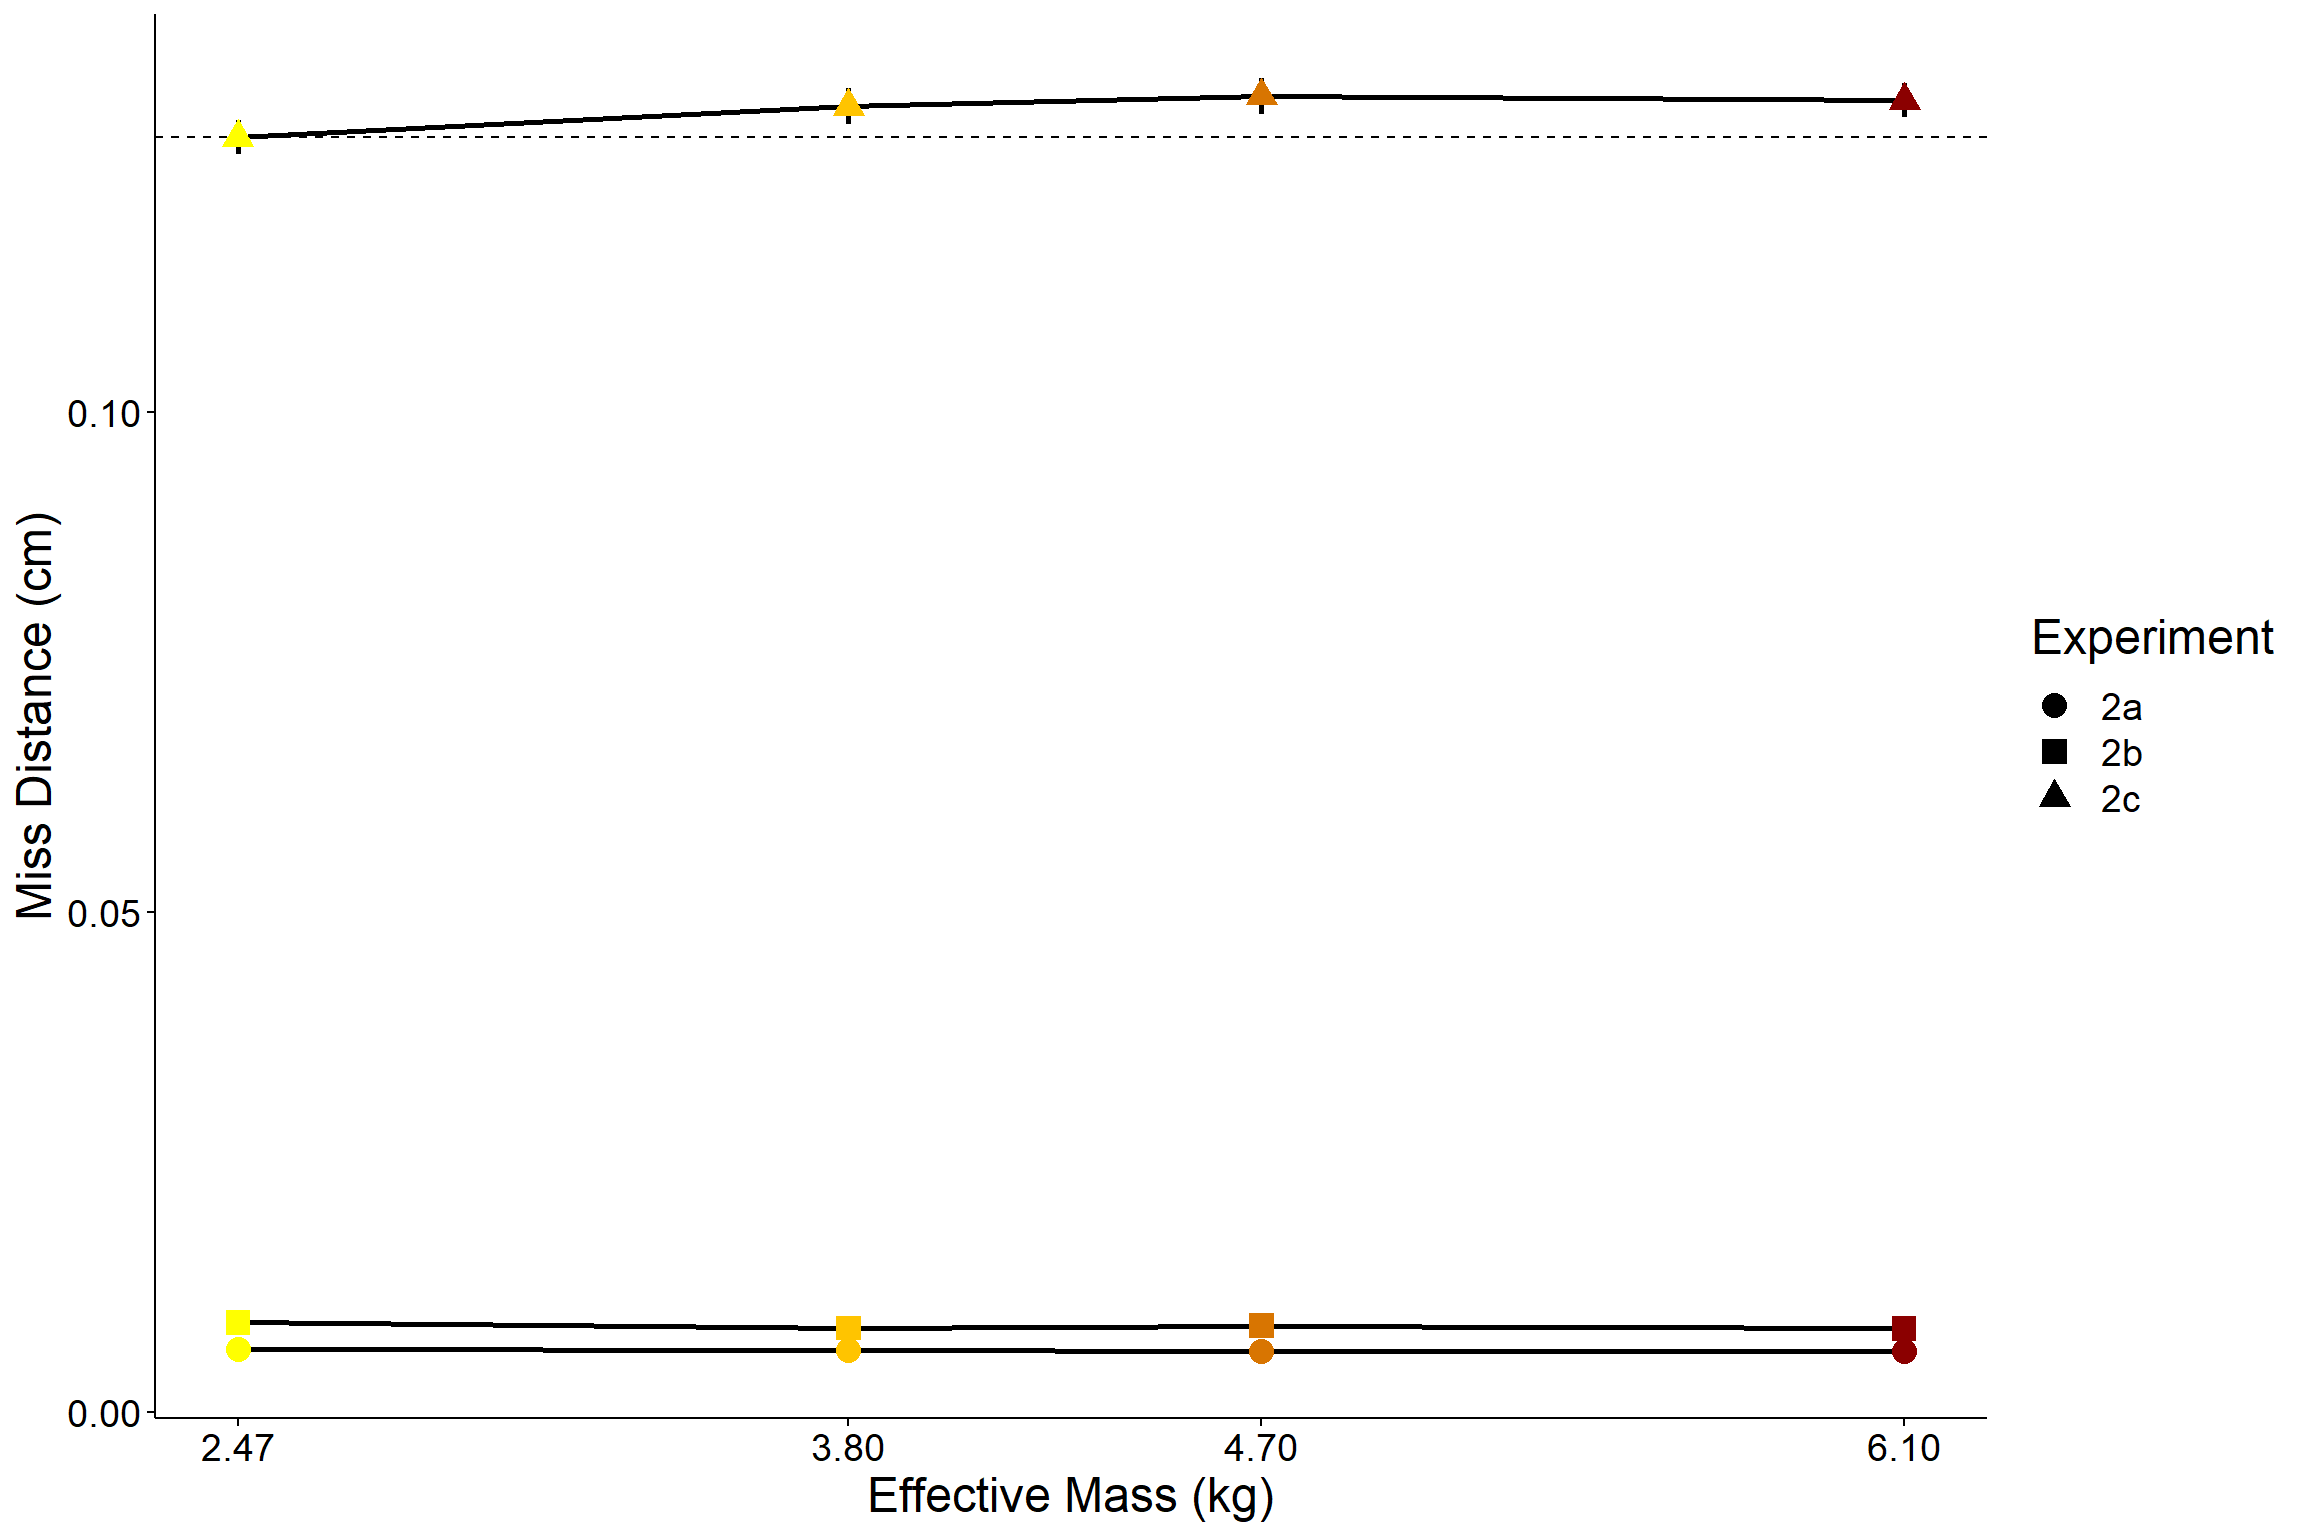 0.10
0.05
0.00
Miss Distance (cm)
2.47 3.80 4.70 6.10
Effective Mass (kg)
Experiment
2a
2b
2c